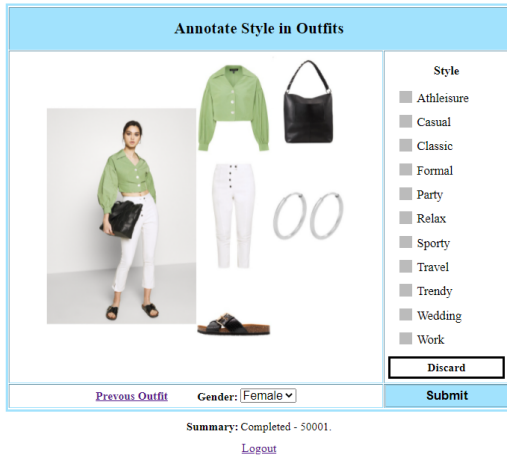 Annotate Style in Outfits
Style
Athleisure
Casual
Classic
Formal
Party
Relax
Sporty
Travel
Trendy
Wedding
Work
Discard
Prevous Outfit Gender: Female Submit
Summary: Completed - 50001.
Logout